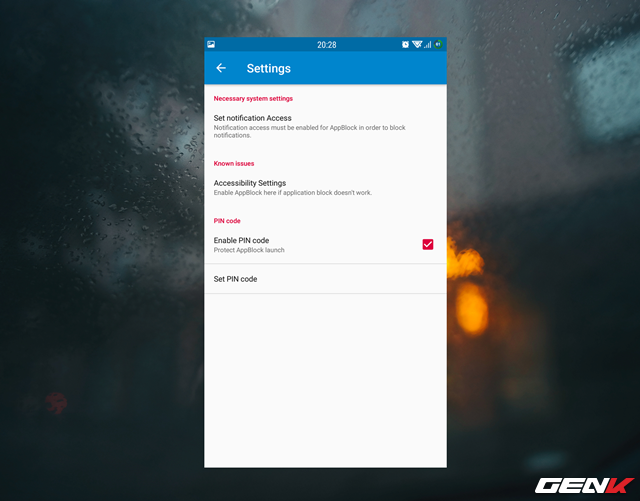 20:28
Settings
Necessary system settings
Set notification Access
Notification access must be enabled for AppBlock in order to block
notifications.
Known issues
Accessibility Settings
Enable AppBlock here if application block doesn't work.
PIN code
Enable PIN code
Protect AppBlock launch
Set PIN code
GENK